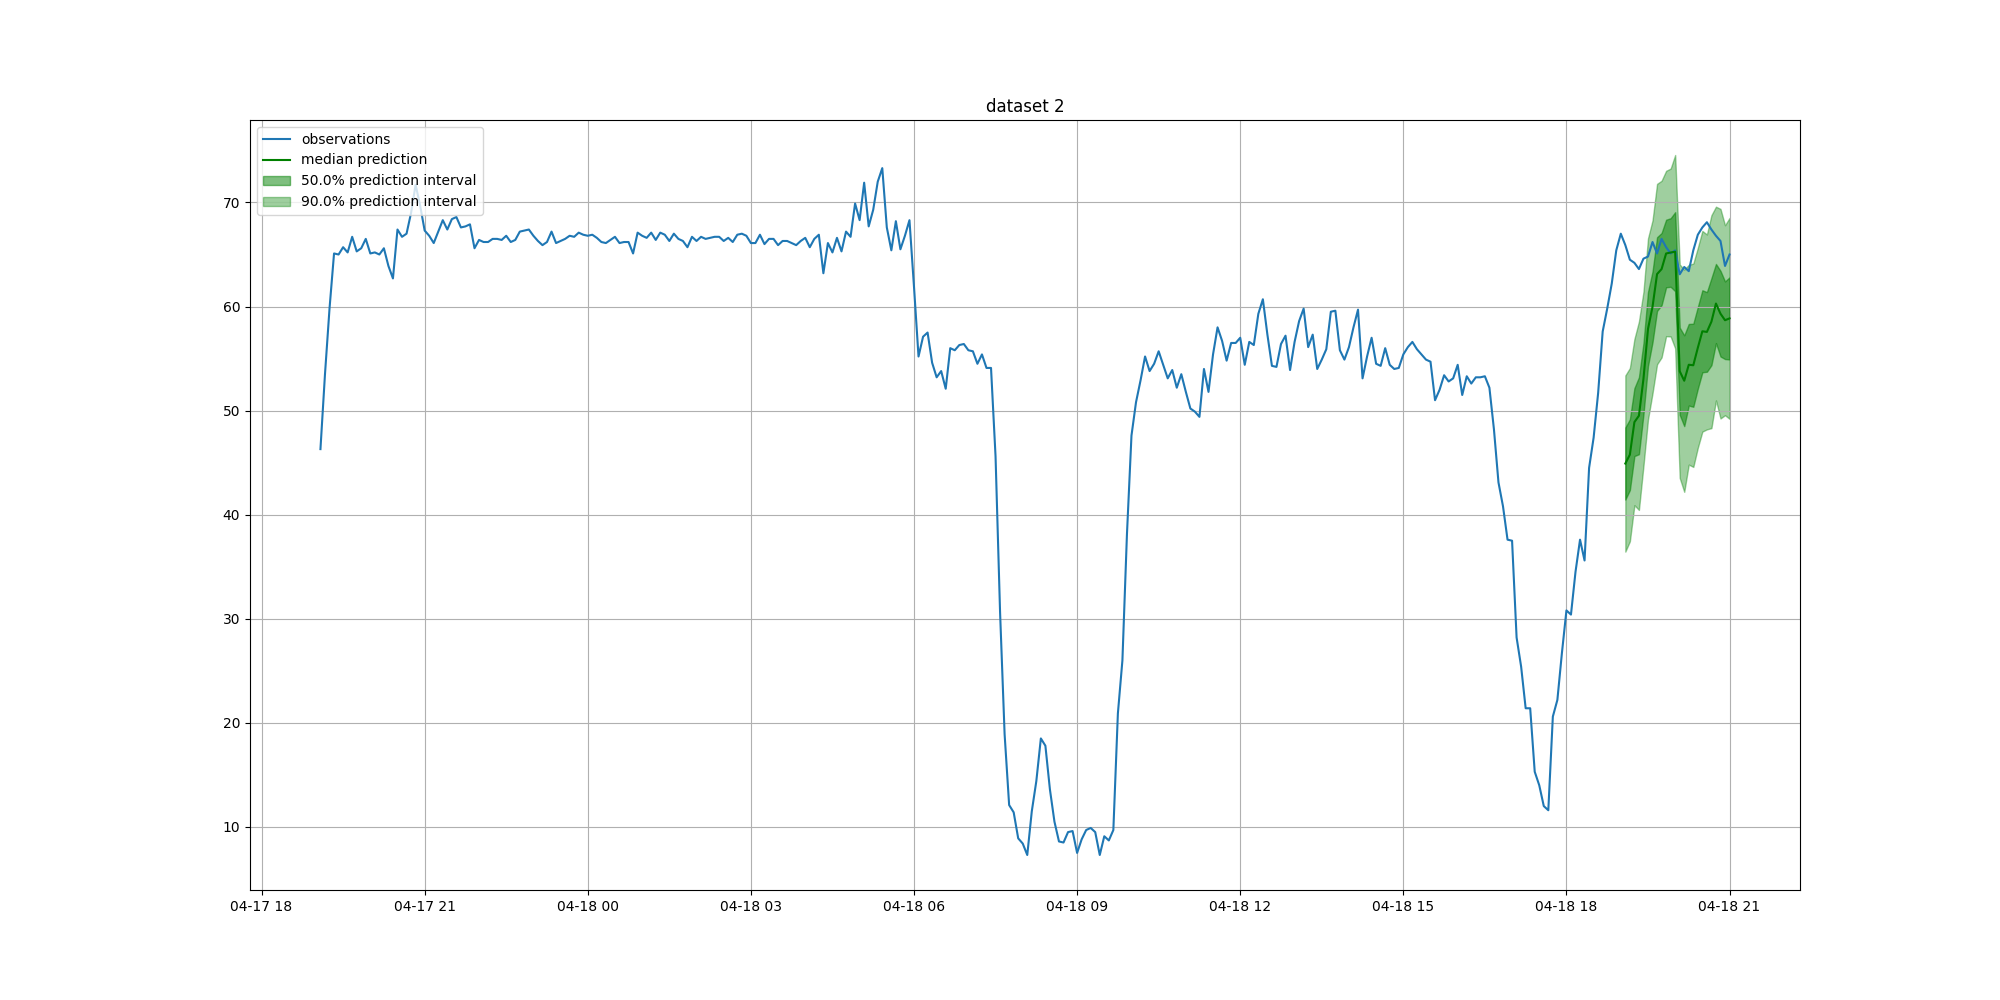 dataset 2
observations
median prediction
50.0% prediction interval
90.0% prediction interval
70
60
50
40
30
20
10
04-17 18 04-17 21 04-18 00 04-18 03 04-18 06 04-18 09 04-18 12 04-18 15 04-18 18 04-18 21